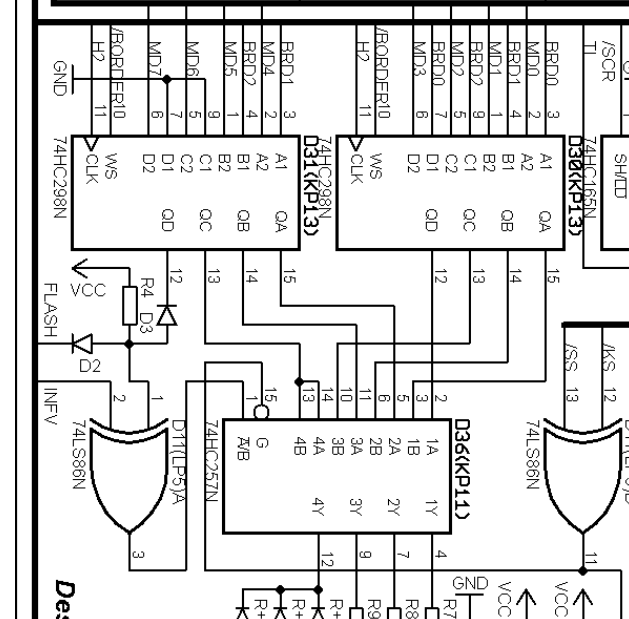 H2
/BORDER10
MD7
MD6
MD5
BRD2
MD4
BRD1
H2
/BORDER10
MD3
BRD0
MD2
BRD2
MD1
BRD1
MD0
BRD0
TI
/SCR
GND
11
6
7
5
9
1
4
2
3
11
6
7
5
9
1
4
2
3
CLK
WS
D2
D1
C2
C1
B2
B1
A2
A1
CLK
WS
D2
D1
C2
C1
B2
B1
A2
A1
SH/LD
QD
QC
QB
QA
QD
QC
QB
QA
74HC298N
D31(KP13)
74HC298N
D30(KP13)
74HC165N
12
13
14
15
12
13
14
15
VCC
R4
D3
FLASH
D2
INFV
2
1
74LS86N
D11(LP5)A
3
1
15
13
14
10
11
6
5
3
2
A/B
G
4B
4A
3B
3A
2B
2A
1B
1A
4Y
3Y
2Y
1Y
74HC257N
D36(KP11)
12
9
7
4
/SS
/KS
13
12
74LS86N
11
GND
VCC
VCC
R+
R+
R+
R9
R8
R7
Des